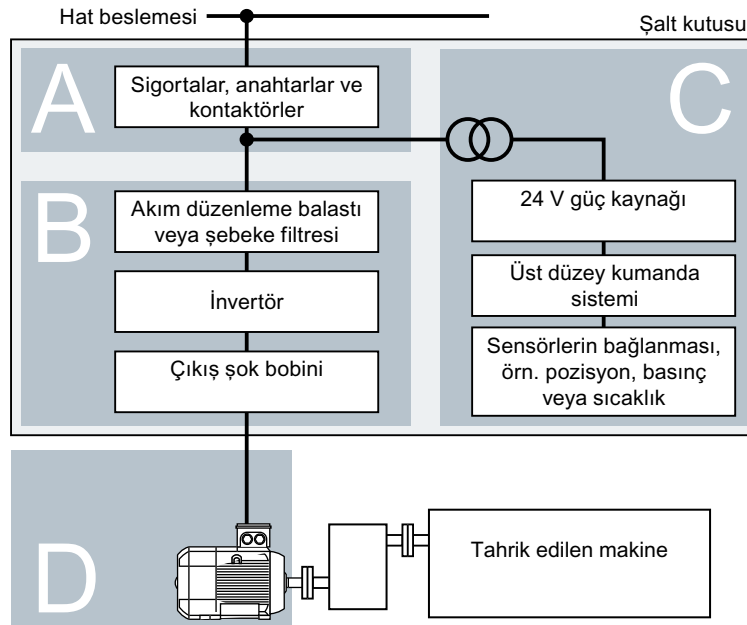 Hat beslemesi
Şalt kutusu
A
Sigortalar, anahtarlar ve
kontaktörler
C
B
Akım düzenleme balastı
veya şebeke filtresi
İnvertör
Çıkış şok bobini
24 V güç kaynağı
Üst düzey kumanda
sistemi
Sensörlerin bağlanması,
örn. pozisyon, basınç
veya sıcaklık
D
Tahrik edilen makine